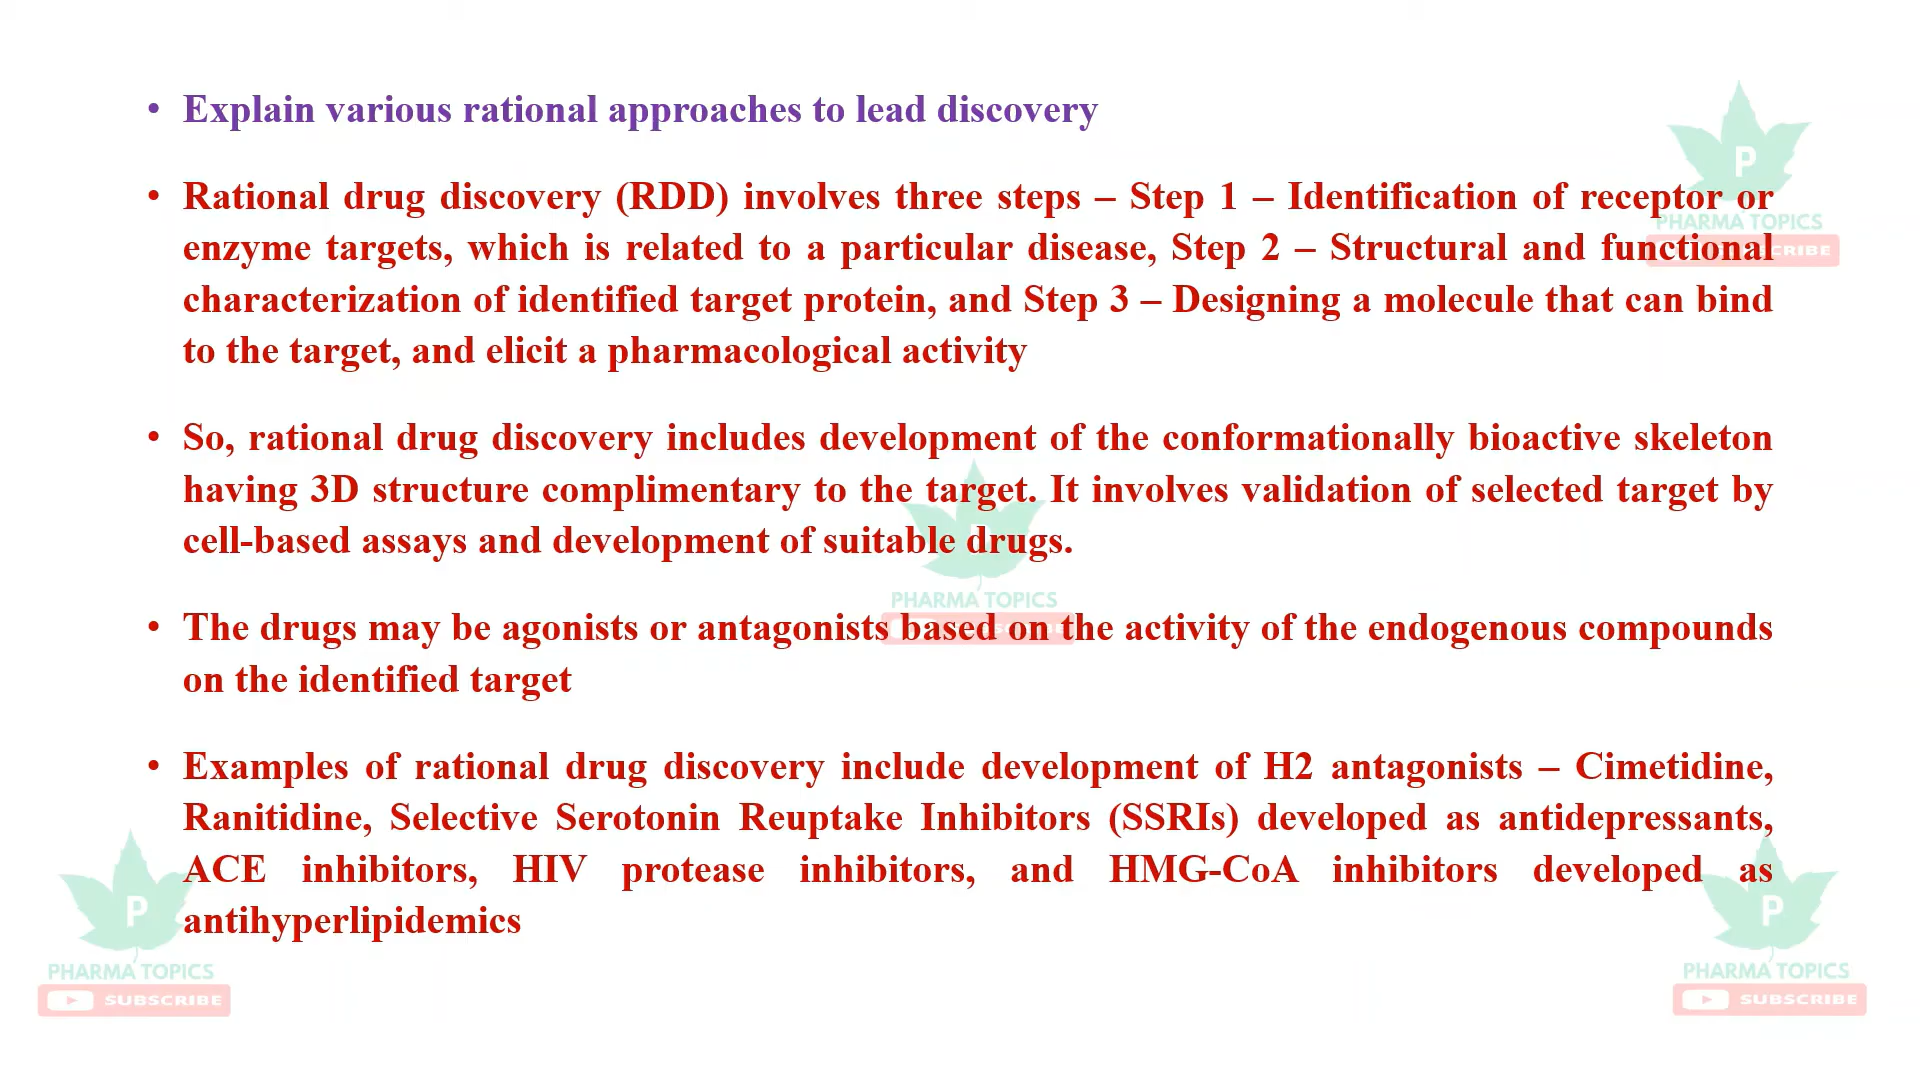 • Explain various rational approaches to lead discovery
• Rational drug discovery (RDD) involves three steps – Step 1 – Identification of receptor or
enzyme targets, which is related to a particular disease, Step 2 – Structural and functional
characterization of identified target protein, and Step 3 – Designing a molecule that can bind
to the target, and elicit a pharmacological activity
• So, rational drug discovery includes development of the conformationally bioactive skeleton
having 3D structure complimentary to the target. It involves validation of selected target by
cell-based assays and development of suitable drugs.
• The drugs may be agonists or antagonists based on the activity of the endogenous compounds
on the identified target
• Examples of rational drug discovery include development of H2 antagonists – Cimetidine,
Ranitidine, Selective Serotonin Reuptake Inhibitors (SSRIs) developed as antidepressants,
ACE inhibitors, HIV protease inhibitors, and HMG-CoA inhibitors developed as
antihyperlipidemics
P
PHARMA TOPICS
PHARMA TOPICS
P
PHARMA TOPICS
SUBSCRIBE
P
PHARMA TOPICS
SUBSCRIBE